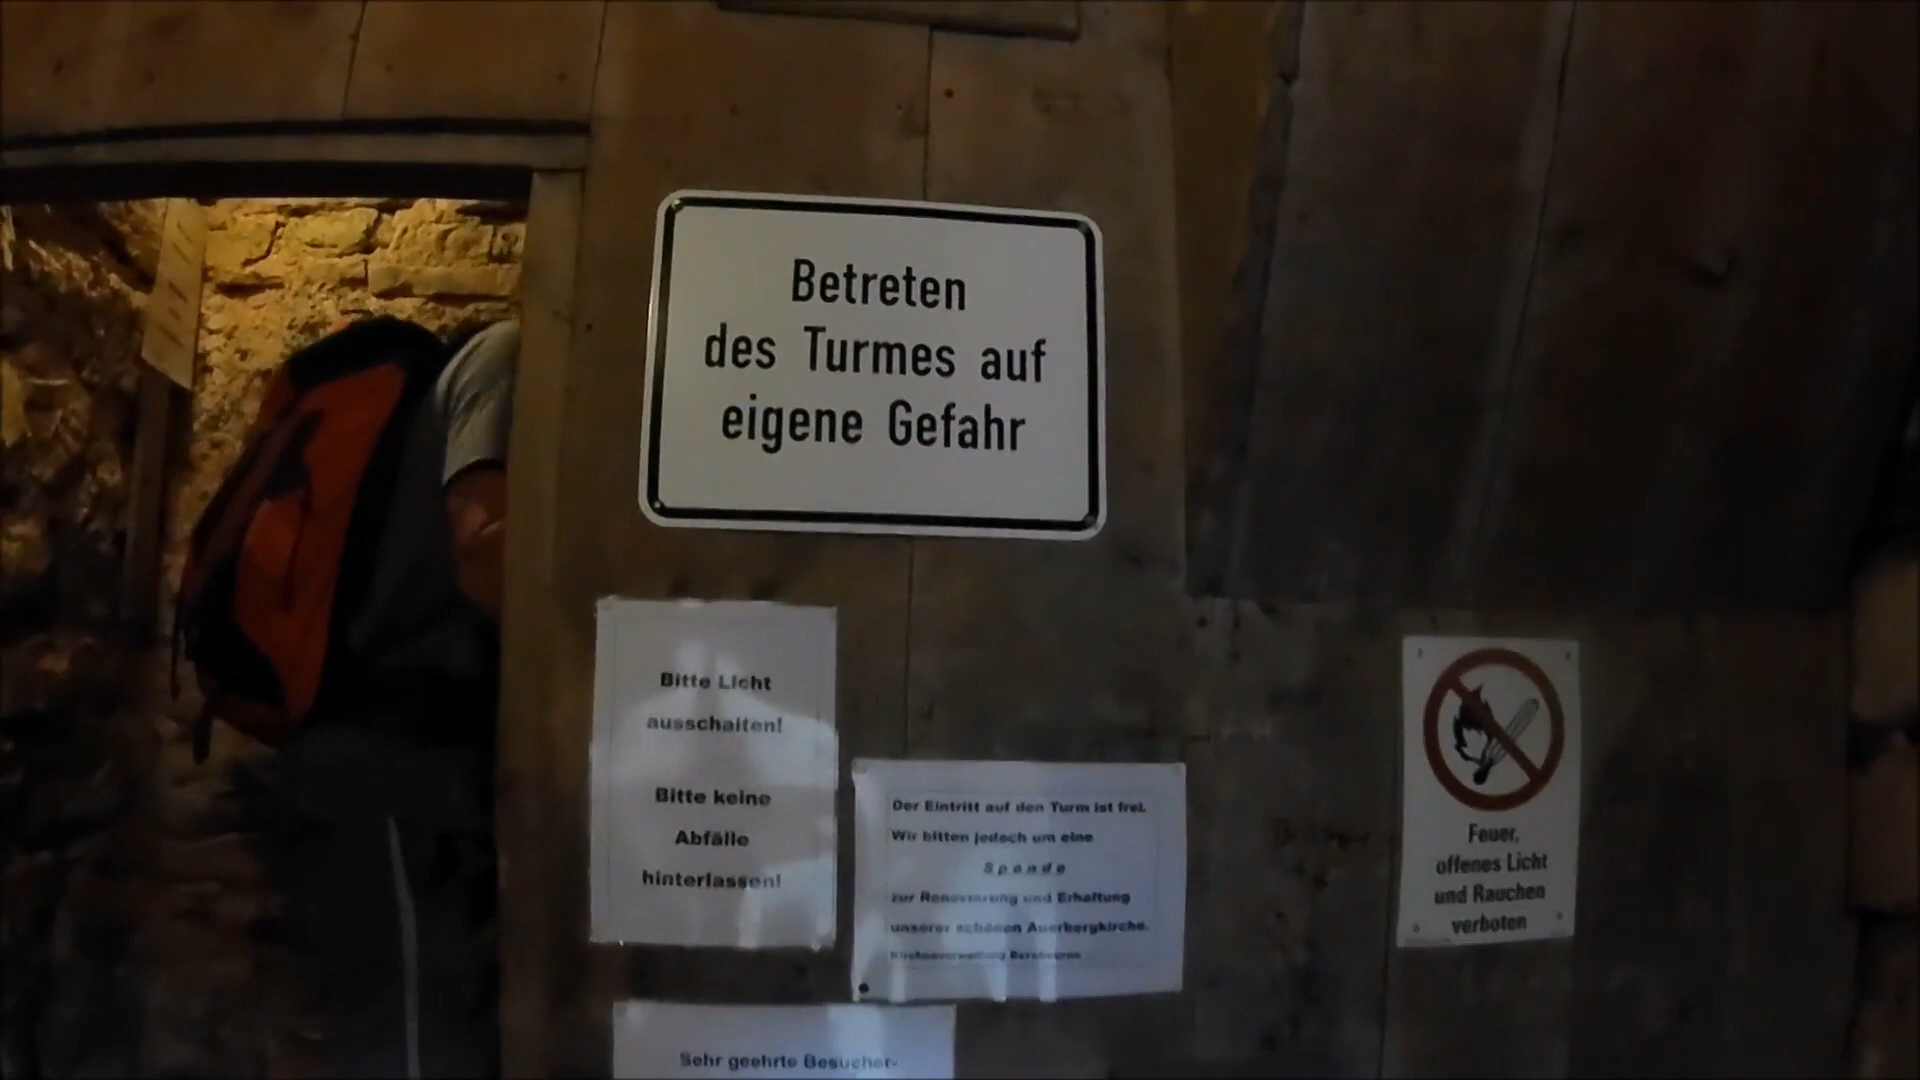 Betreten
des Turmes auf
eigene Gefahr
Bitte Licht
ausschalten!
Bitte keine
Abfälle
hinterlassen!
Der Eintritt auf den Turm ist frei.
Wir bitten jedoch um eine
Spende
zur Renovierung und Erhaltung
unserer schönen Auerbergkirche.
Kirchenverwaltung
Feuer,
offenes Licht
und Rauchen
verboten
Sehr geehrte Besucher-